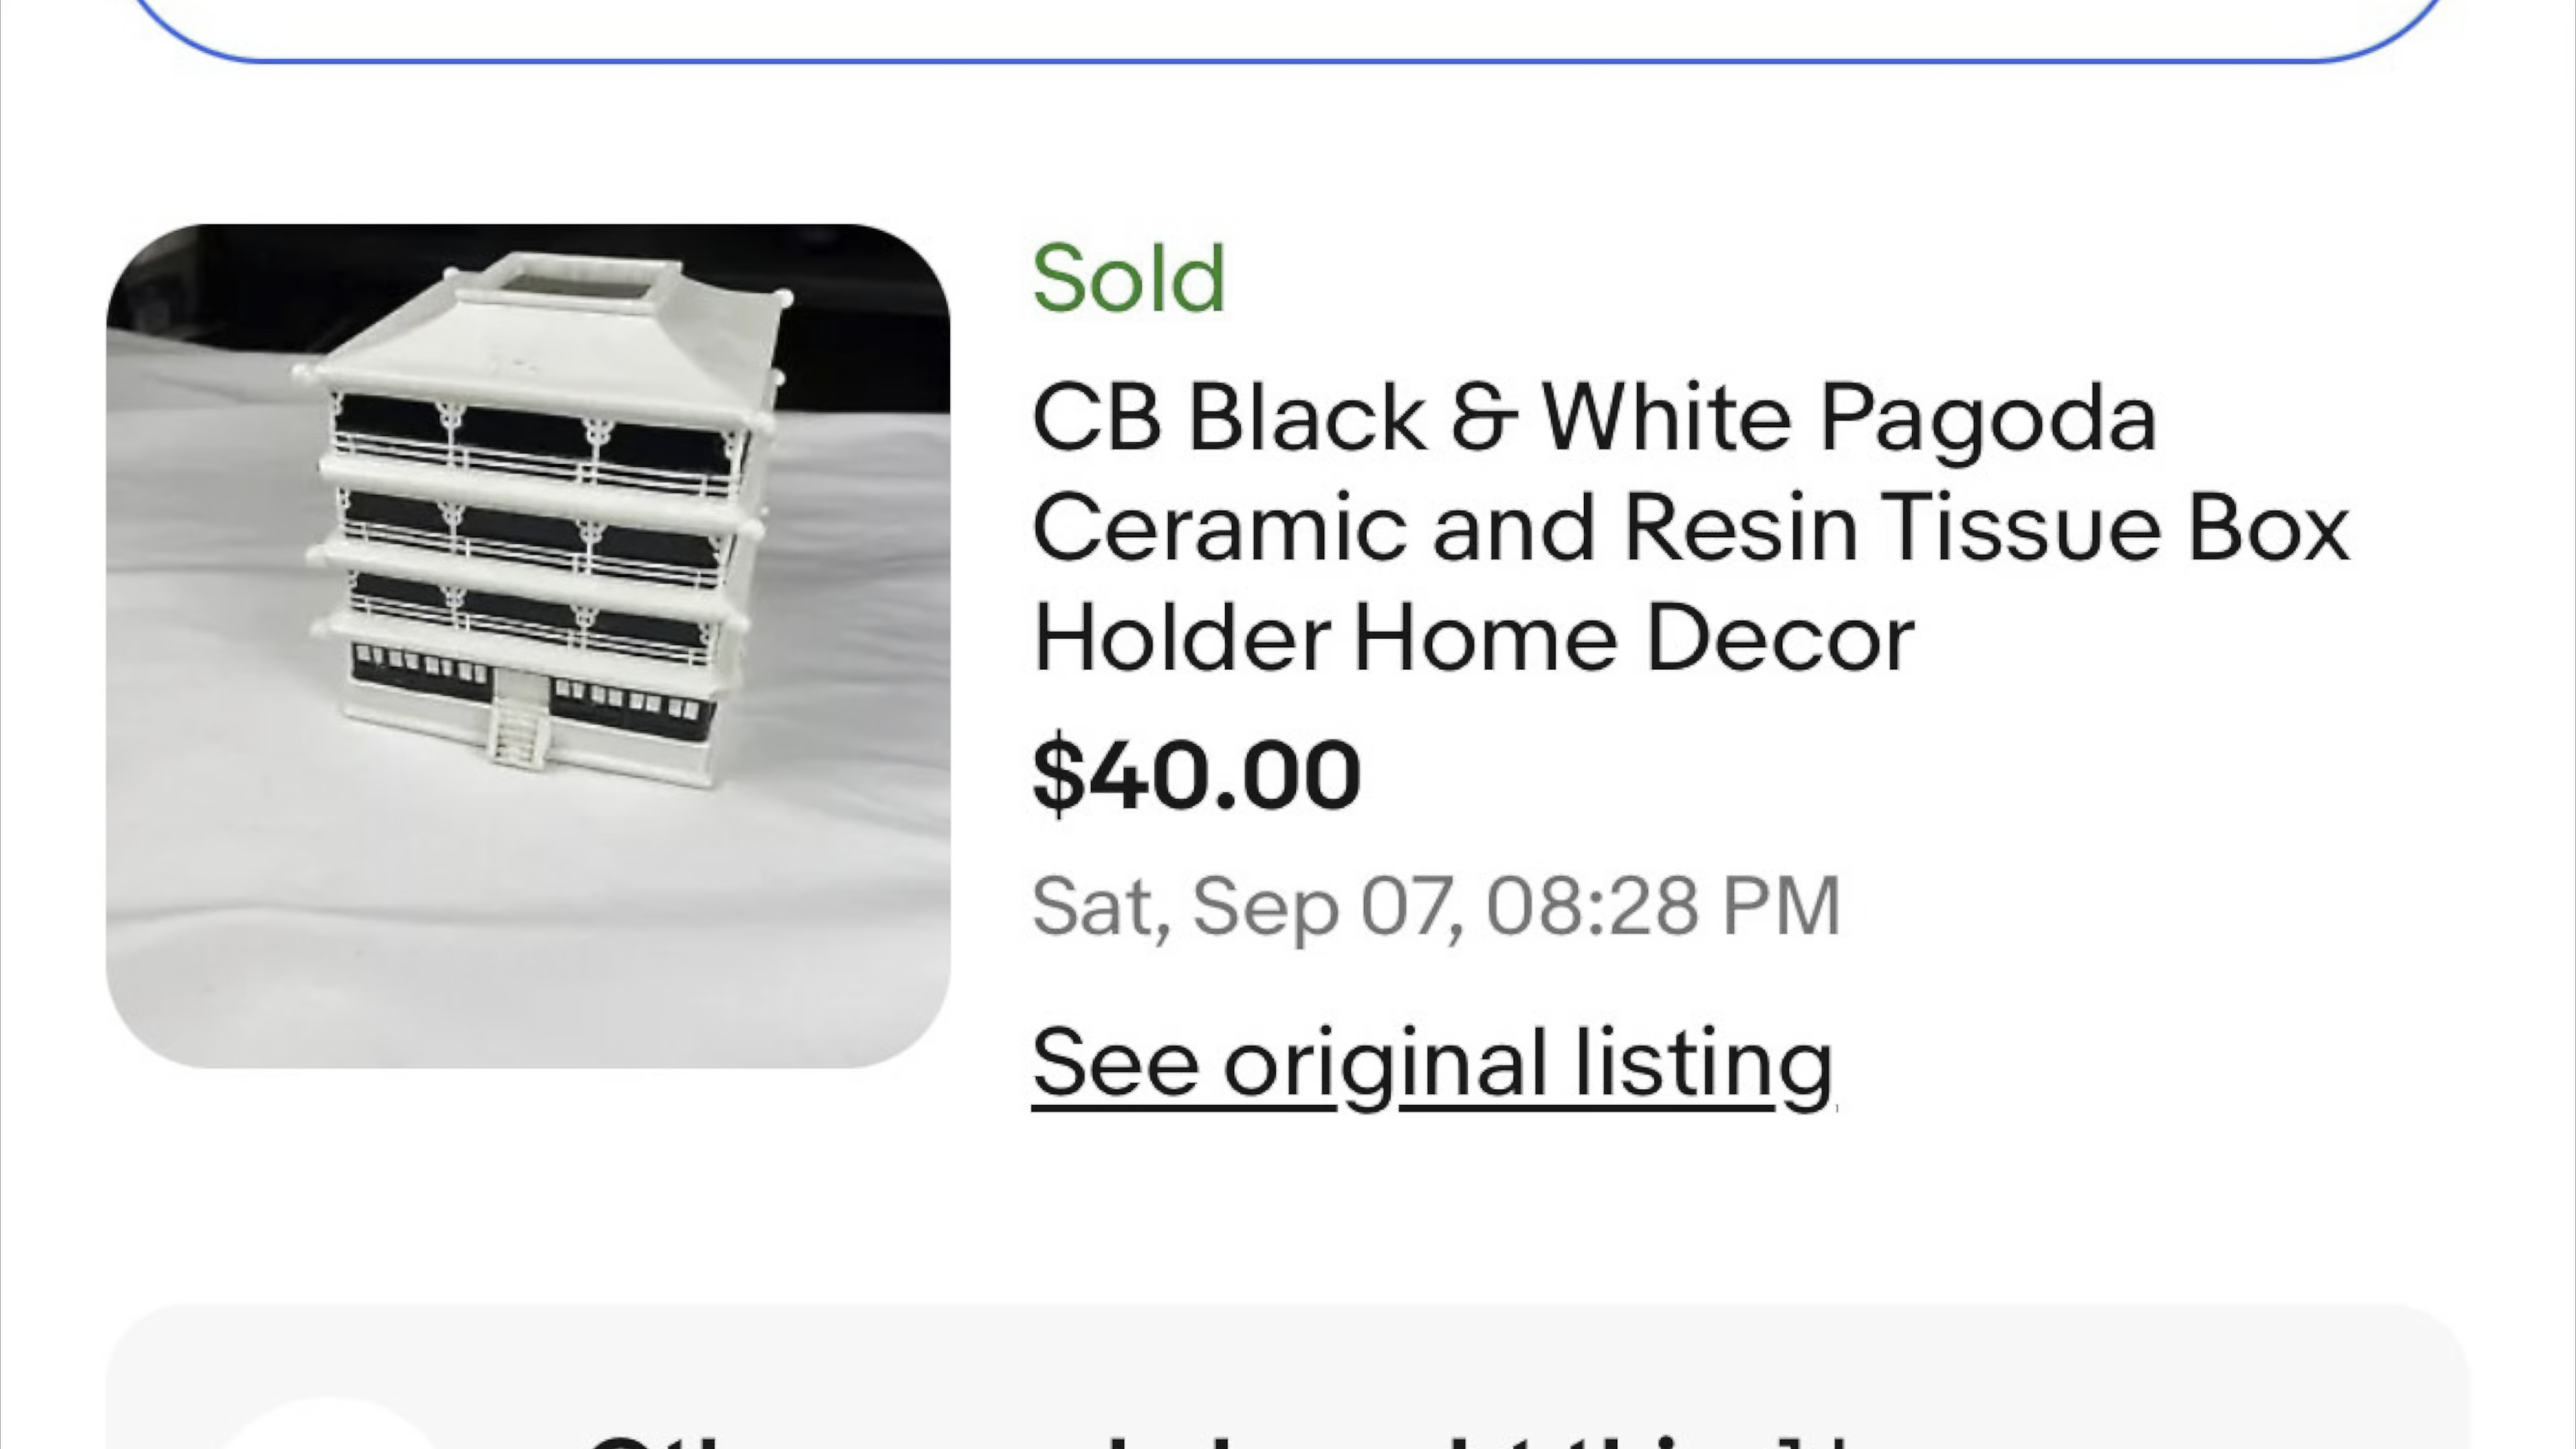 Sold
CB Black & White Pagoda
Ceramic and Resin Tissue Box
Holder Home Decor
$40.00
Sat, Sep 07, 08:28 PM
See original listing